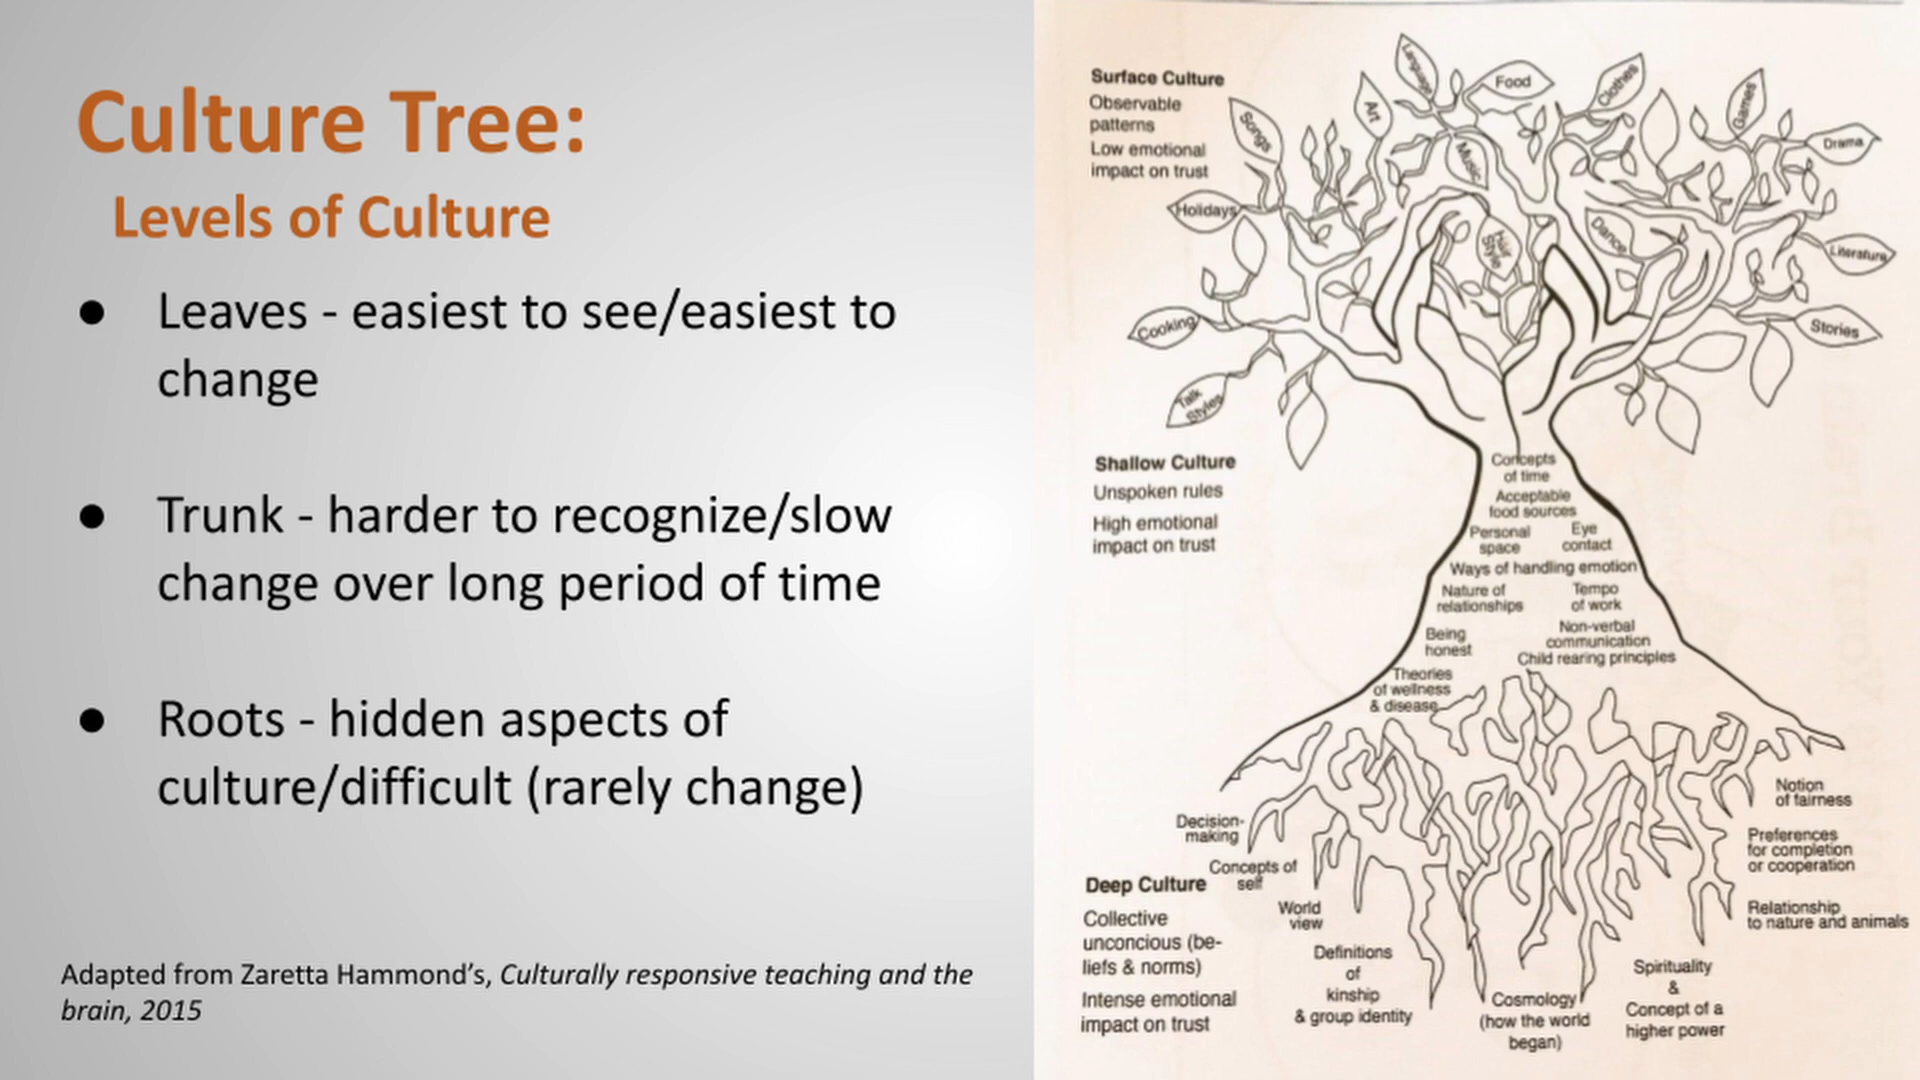 Culture Tree:
Levels of Culture
● Leaves - easiest to see/easiest to
change
● Trunk - harder to recognize/slow
change over long period of time
● Roots - hidden aspects of
culture/difficult (rarely change)
Adapted from Zaretta Hammond’s, Culturally responsive teaching and the
brain, 2015
Surface Culture
Observable
patterns
Low emotional
impact on trust
Language
Food
Clothes
Art
Games
Songs
Music
Drama
Holidays
Hair
Style
Dance
Literature
Cooking
Stories
Talk
Styles
Shallow Culture
Unspoken rules
High emotional
impact on trust
Concepts
of time
Acceptable
food sources
Personal
space
Eye
contact
Ways of handling emotion
Nature of
relationships
Tempo
of work
Being
honest
Non-verbal
communication
Child rearing principles
Theories
of wellness
& disease
Deep Culture
Collective
unconcious (be-
liefs & norms)
Intense emotional
impact on trust
Decision-
making
Concepts of
self
World
view
Definitions
of
kinship
& group identity
Cosmology
(how the world
began)
Spirituality
&
Concept of a
higher power
Notion
of fairness
Preferences
for completion
or cooperation
Relationship
to nature and animals